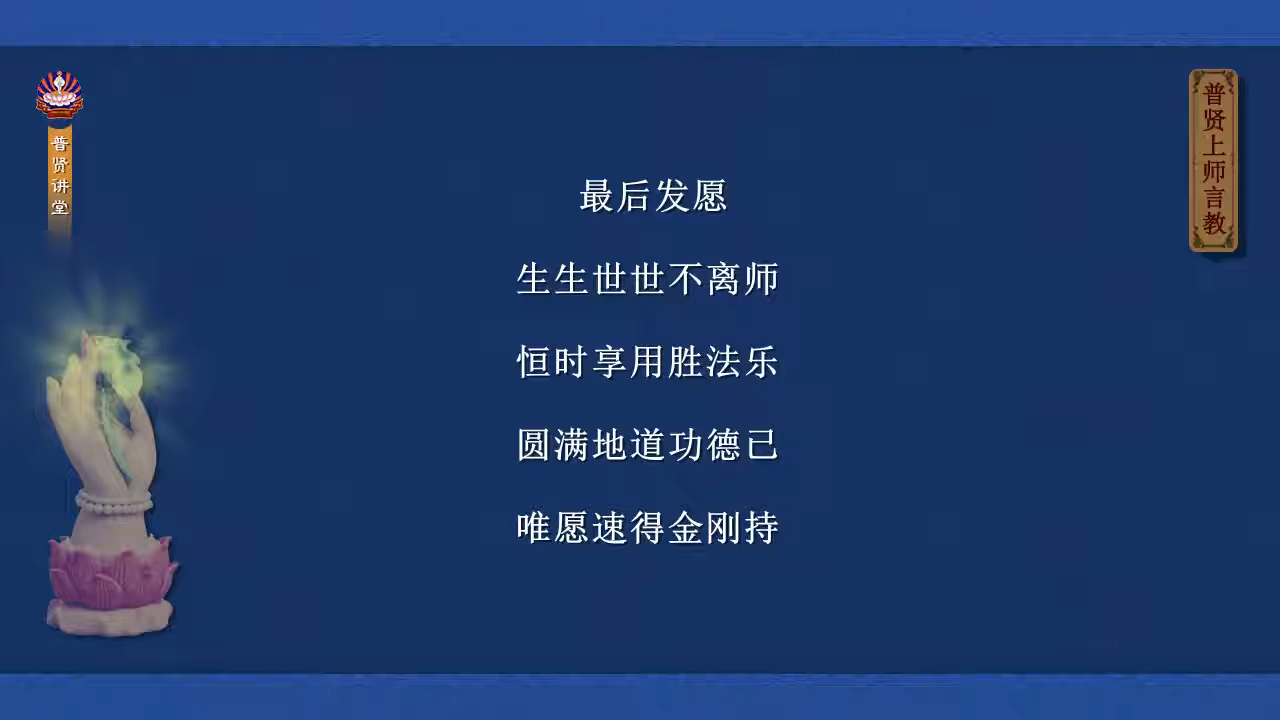 普贤讲堂
普贤上师言教
最后发愿
生生世世不离师
恒时享用胜法乐
圆满地道功德已
唯愿速得金刚持